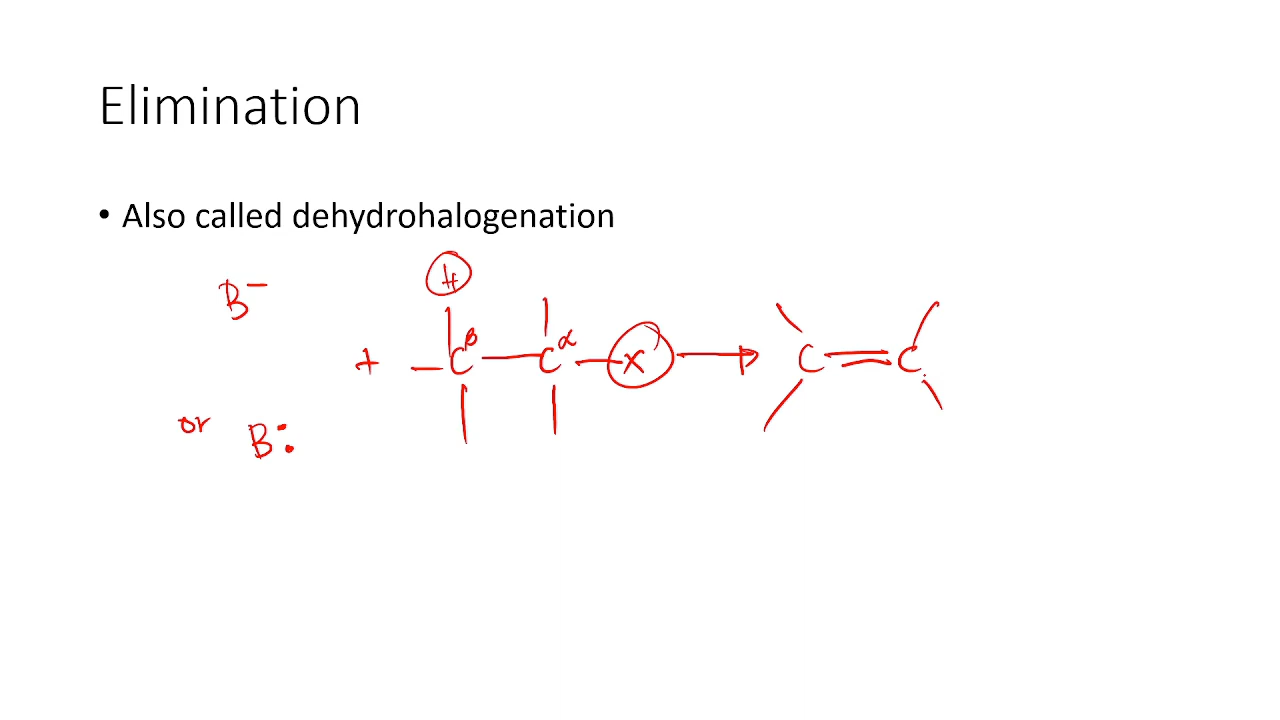 Elimination
• Also called dehydrohalogenation
B⁻
H
+ C β C α X C C
or B: